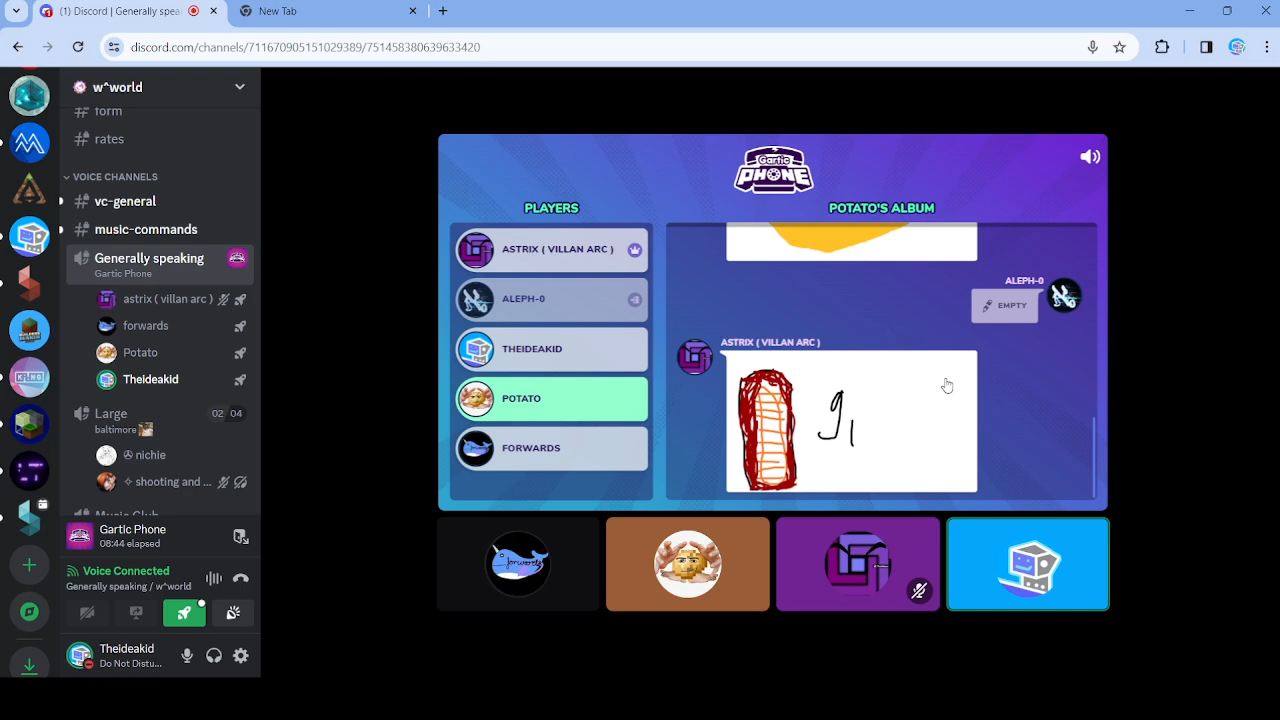 (1) Discord | Generally spea
New Tab
discord.com/channels/711670905151029389/751458380639633420
w^world
form
rates
VOICE CHANNELS
vc-general
music-commands
Generally speaking
Gartic Phone
astrix ( villan arc )
forwards
Potato
Theideakid
Large
02 04
baltimore
nichie
shooting and ...
Music Club
Gartic Phone
08:44 elapsed
Voice Connected
Generally speaking / w^world
Theideakid
Do Not Distu...
Gartic
PHONE
PLAYERS
ASTRIX ( VILLAN ARC )
ALEPH-0
THEIDEAKID
POTATO
FORWARDS
POTATO'S ALBUM
ALEPH-0
EMPTY
ASTRIX ( VILLAN ARC )
forwards